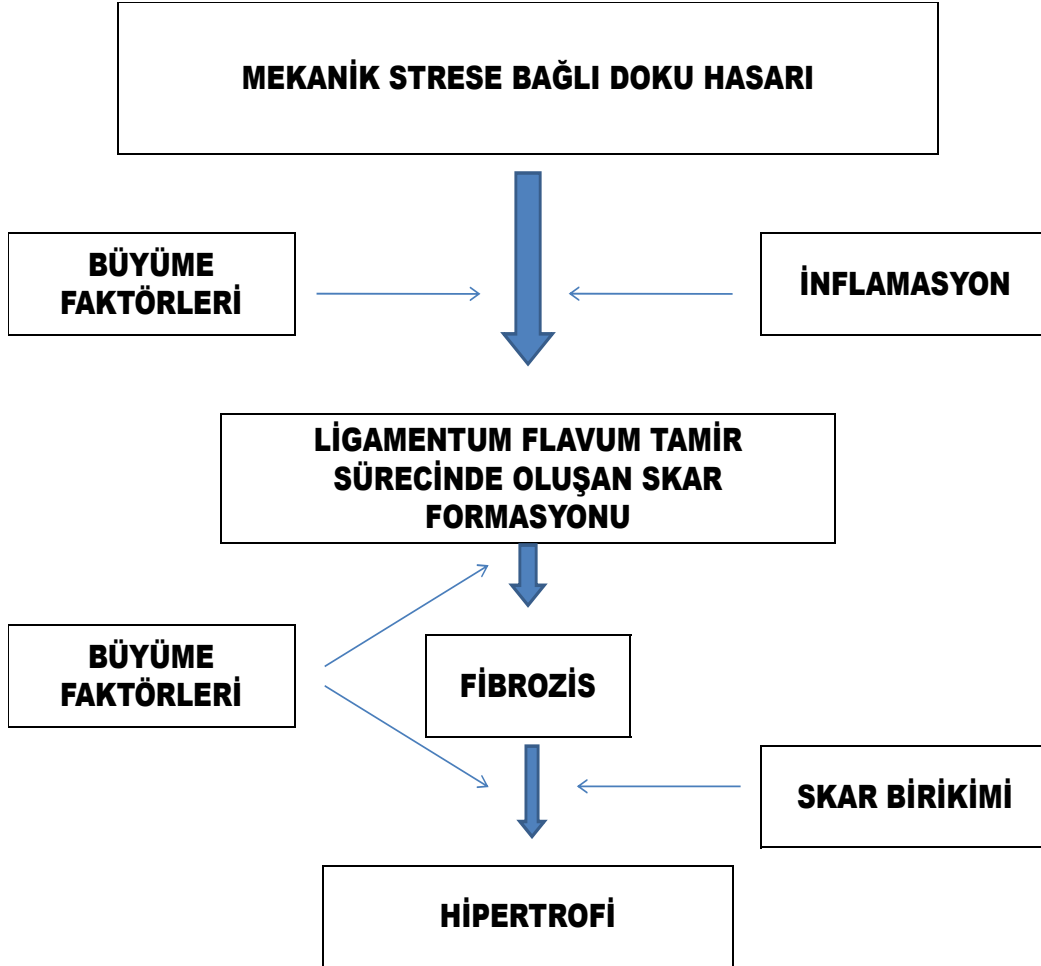 MEKANİK STRESE BAĞLI DOKU HASARI
BÜYÜME
FAKTÖRLERİ
İNFLAMASYON
LİGAMENTUM FLAVUM TAMİR
SÜRECİNDE OLUŞAN SKAR
FORMASYONU
BÜYÜME
FAKTÖRLERİ
FİBROZİS
SKAR BİRİKİMİ
HİPERTROFİ